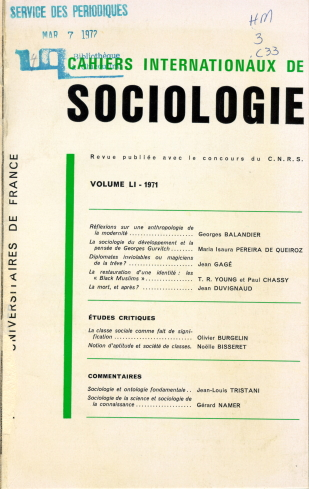 SERVICE DES PERIODIQUES
MAR 7 1972
HM
3
.C33
Bibliothèque
CAHIERS INTERNATIONAUX DE
SOCIOLOGIE
Revue publiée avec le concours du C.N.R.S.
VOLUME LI - 1971
Réflexions sur une anthropologie de
la modernité ..................... Georges BALANDIER
La sociologie du développement et la
pensée de Georges Gurvitch ........ Maria Isaura PEREIRA DE QUEIROZ
Diplomates inviolables ou magiciens
de la trêve? ...................... Jean GAGÉ
La restauration d'une identité : les
« Black Muslims » ................. T. R. YOUNG et Paul CHASSY
La mort, et après? ................ Jean DUVIGNAUD
ÉTUDES CRITIQUES
La classe sociale comme fait de signi-
fication .......................... Olivier BURGELIN
Notion d'aptitude et société de classes. Noëlle BISSERET
COMMENTAIRES
Sociologie et ontologie fondamentale .. Jean-Louis TRISTANI
Sociologie de la science et sociologie de
la connaissance ................... Gérard NAMER
UNIVERSITAIRES DE FRANCE